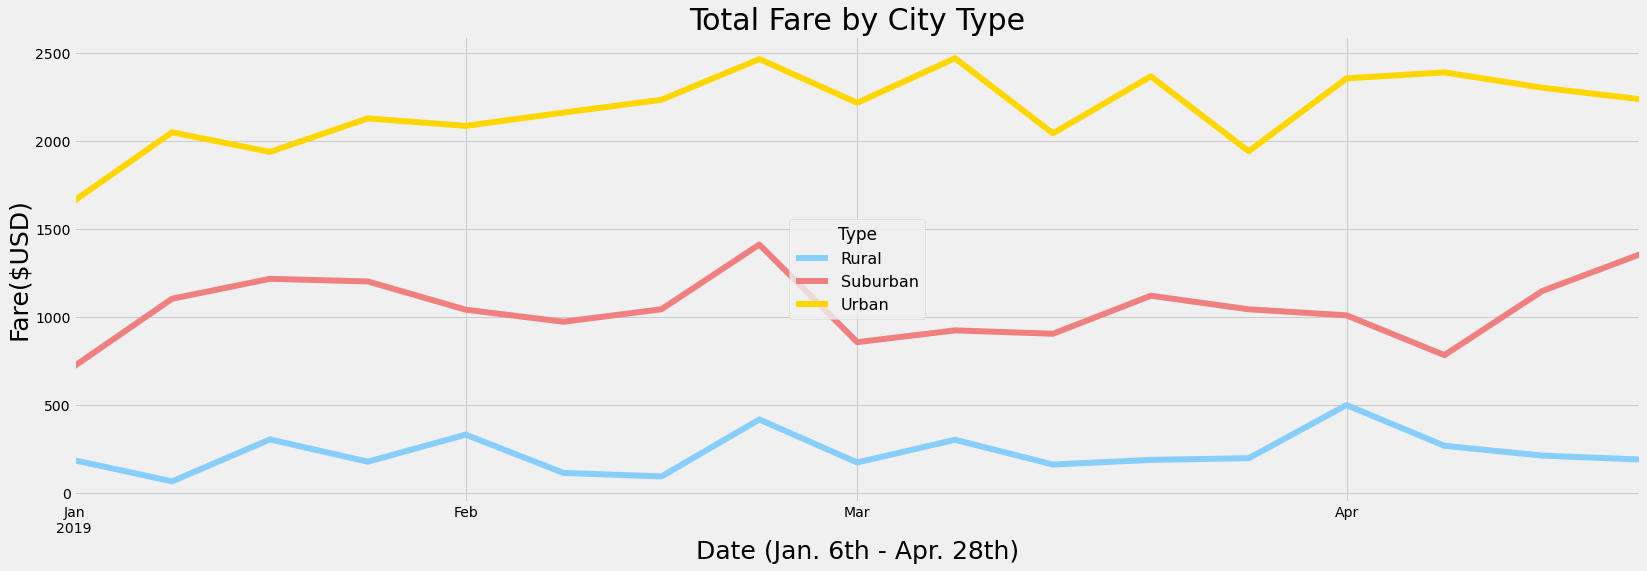 Total Fare by City Type
Fare($USD)
2500
2000
1500
1000
500
0
Type
Rural
Suburban
Urban
Jan
2019
Feb
Mar
Apr
Date (Jan. 6th - Apr. 28th)